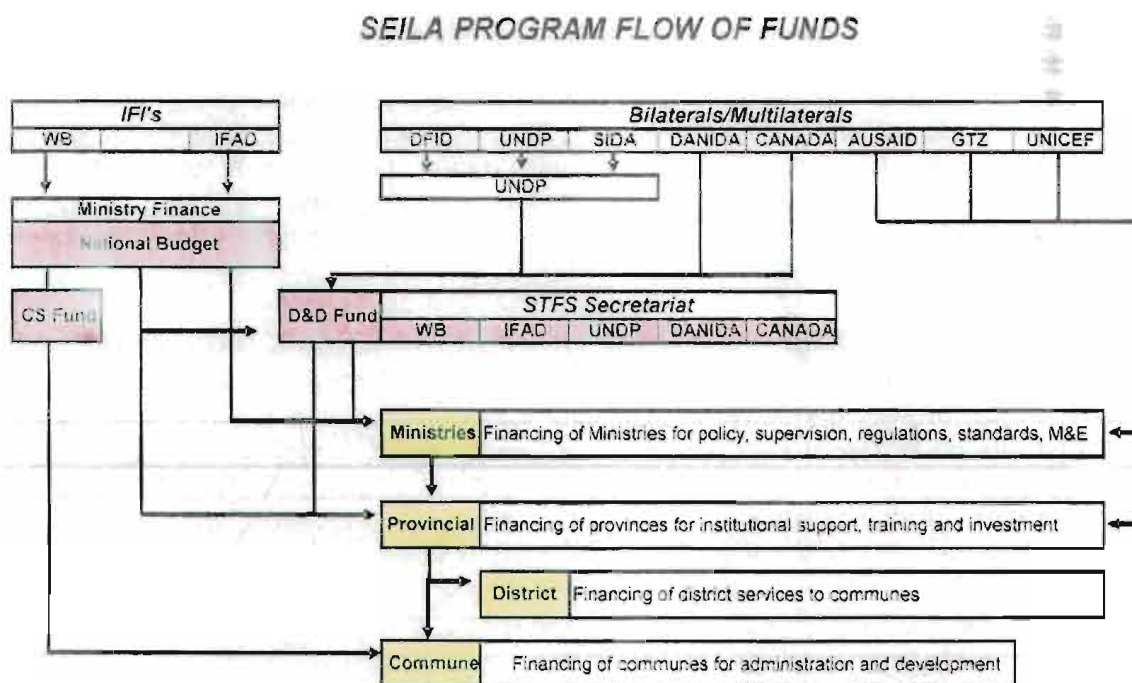 SEILA PROGRAM FLOW OF FUNDS
IFI's
WB IFAD
Bilaterals/Multilaterals
DFID UNDP SIDA DANIDA CANADA AUSAID GTZ UNICEF
UNDP
Ministry Finance
National Budget
CS Fund
D&D Fund
STFS Secretariat
WB IFAD UNDP DANIDA CANADA
Ministries Financing of Ministries for policy, supervision, regulations, standards, M&E
Provincial Financing of provinces for institutional support, training and investment
District Financing of district services to communes
Commune Financing of communes for administration and development